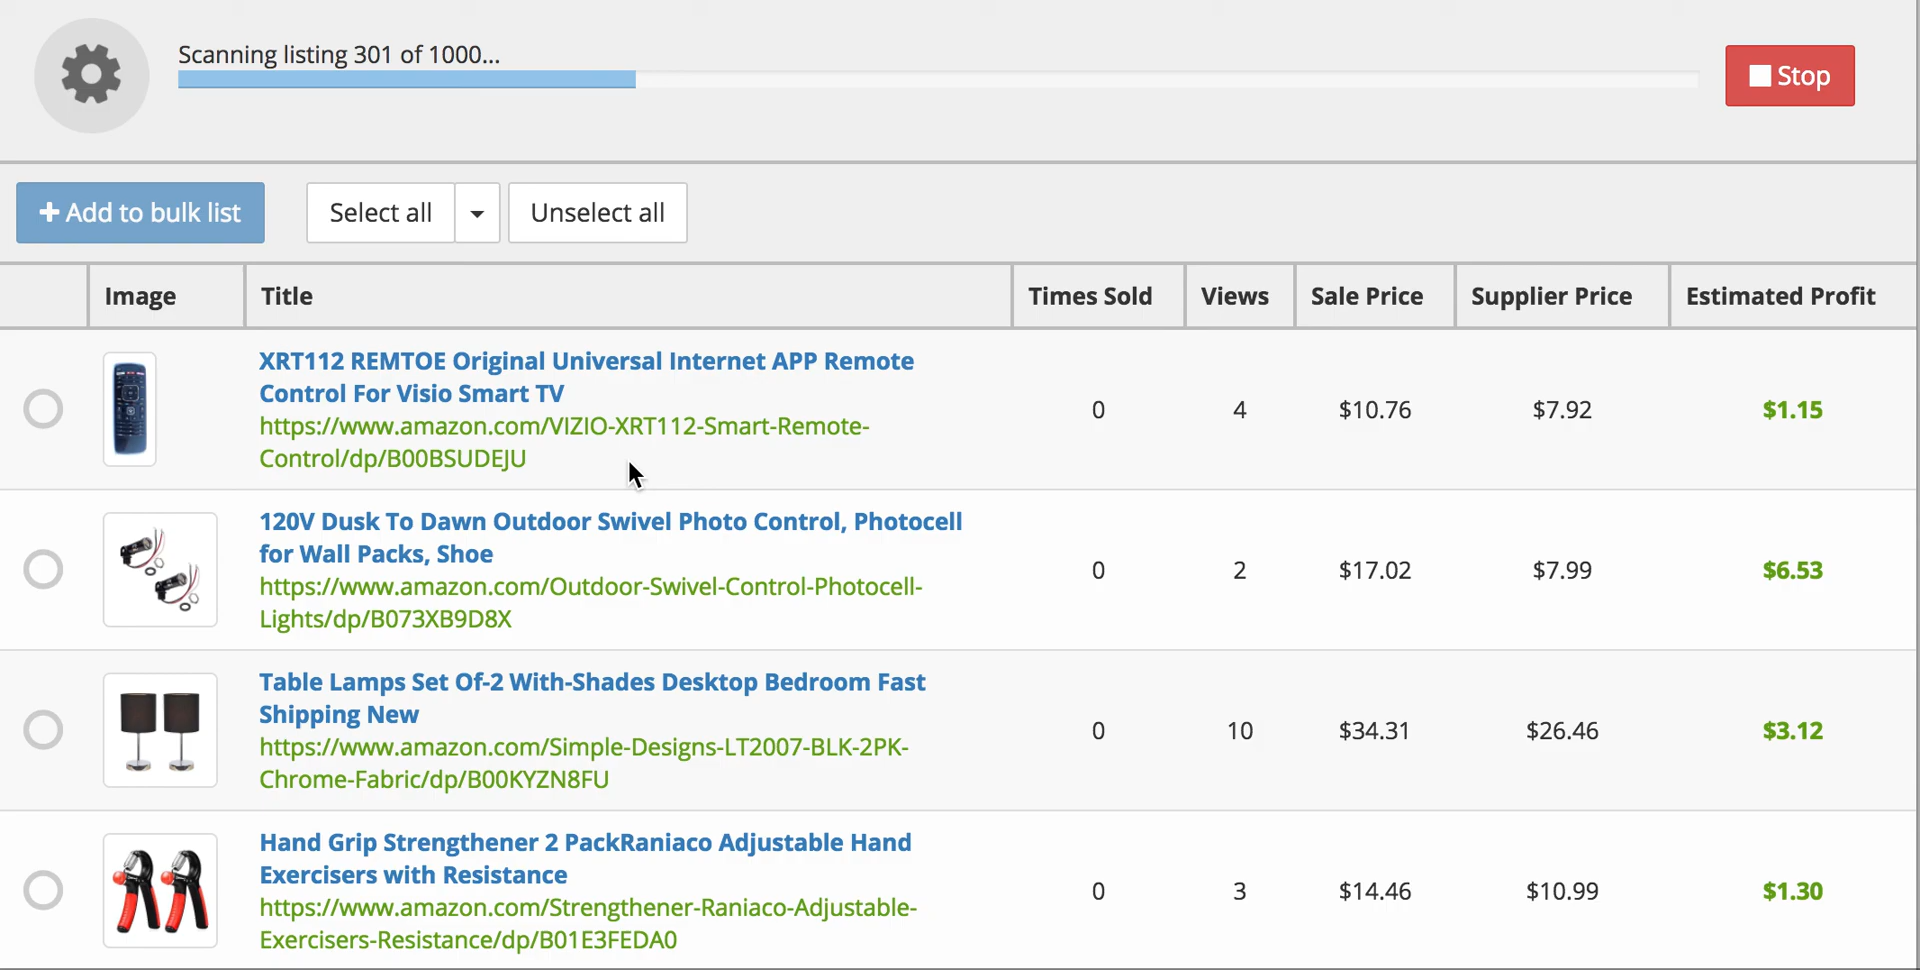 Scanning listing 301 of 1000...
Stop
Add to bulk list
Select all
Unselect all
Image
Title
Times Sold
Views
Sale Price
Supplier Price
Estimated Profit
XRT112 REMTOE Original Universal Internet APP Remote
Control For Visio Smart TV
https://www.amazon.com/VIZIO-XRT112-Smart-Remote-
Control/dp/B00BSUDEJU
0
4
$10.76
$7.92
$1.15
120V Dusk To Dawn Outdoor Swivel Photo Control, Photocell
for Wall Packs, Shoe
https://www.amazon.com/Outdoor-Swivel-Control-Photocell-
Lights/dp/B073XB9D8X
0
2
$17.02
$7.99
$6.53
Table Lamps Set Of-2 With-Shades Desktop Bedroom Fast
Shipping New
https://www.amazon.com/Simple-Designs-LT2007-BLK-2PK-
Chrome-Fabric/dp/B00KYZN8FU
0
10
$34.31
$26.46
$3.12
Hand Grip Strengthener 2 PackRaniaco Adjustable Hand
Exercisers with Resistance
https://www.amazon.com/Strengthener-Raniaco-Adjustable-
Exercisers-Resistance/dp/B01E3FEDA0
0
3
$14.46
$10.99
$1.30